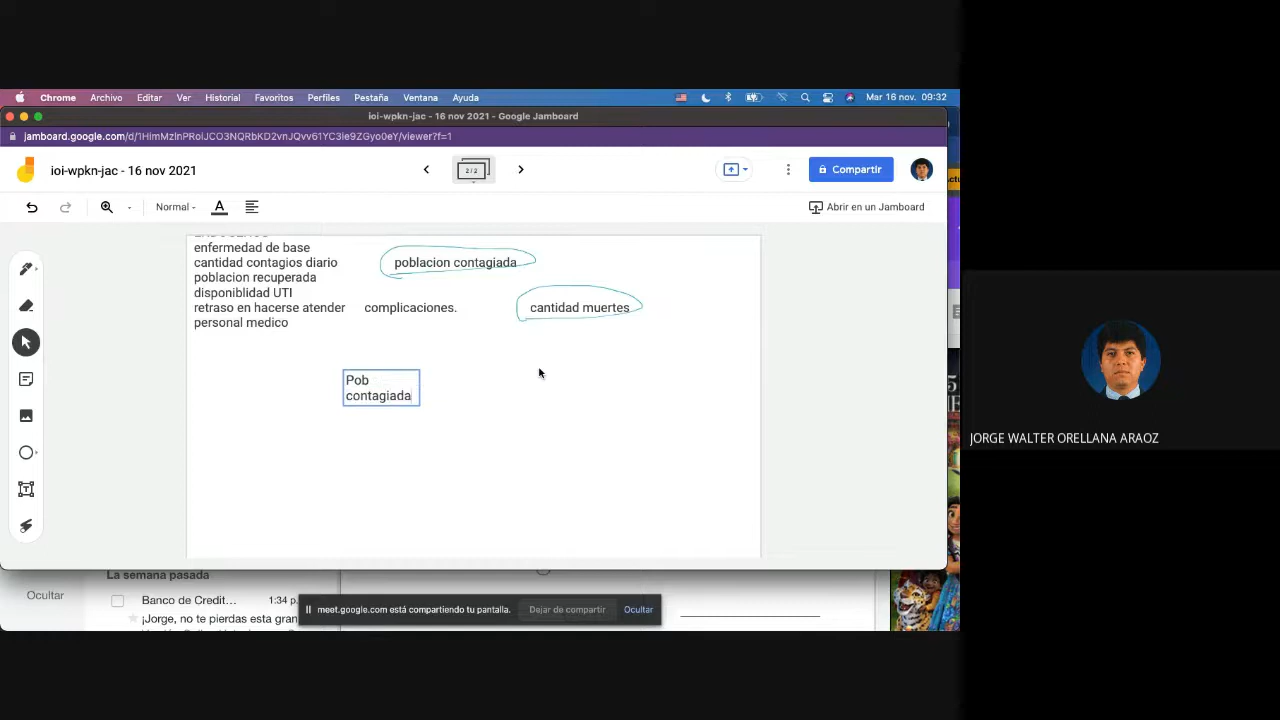 Chrome Archivo Editar Ver Historial Favoritos Perfiles Pestaña Ventana Ayuda Mar 16 nov. 09:32
ioi-wpkn-jac - 16 nov 2021 - Google Jamboard
ioi-wpkn-jac - 16 nov 2021
2/2
Compartir
Normal
A
Abrir en un Jamboard
enfermedad de base
cantidad contagios diario
poblacion contagiada
poblacion recuperada
disponiblidad UTI
retraso en hacerse atender
complicaciones.
cantidad muertes
personal medico
Pob
contagiada
JORGE WALTER ORELLANA ARAOZ
La semana pasada
Ocultar
Banco de Credit... 1:34 p.
¡Jorge, no te pierdas esta gran
meet.google.com está compartiendo tu pantalla. Dejar de compartir Ocultar